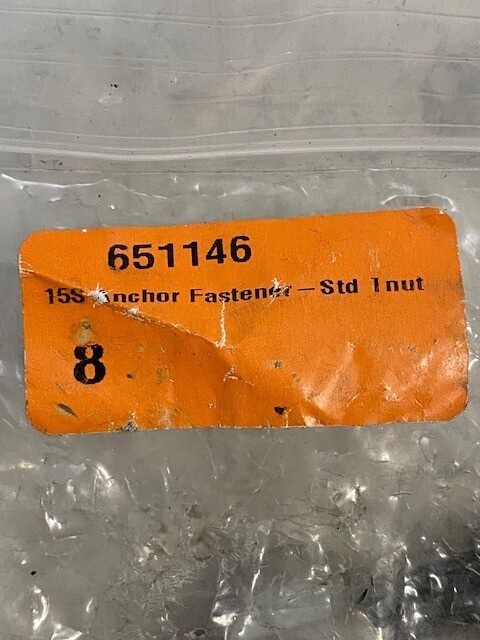 651146
15S Anchor Fastener – Std Tnut
8